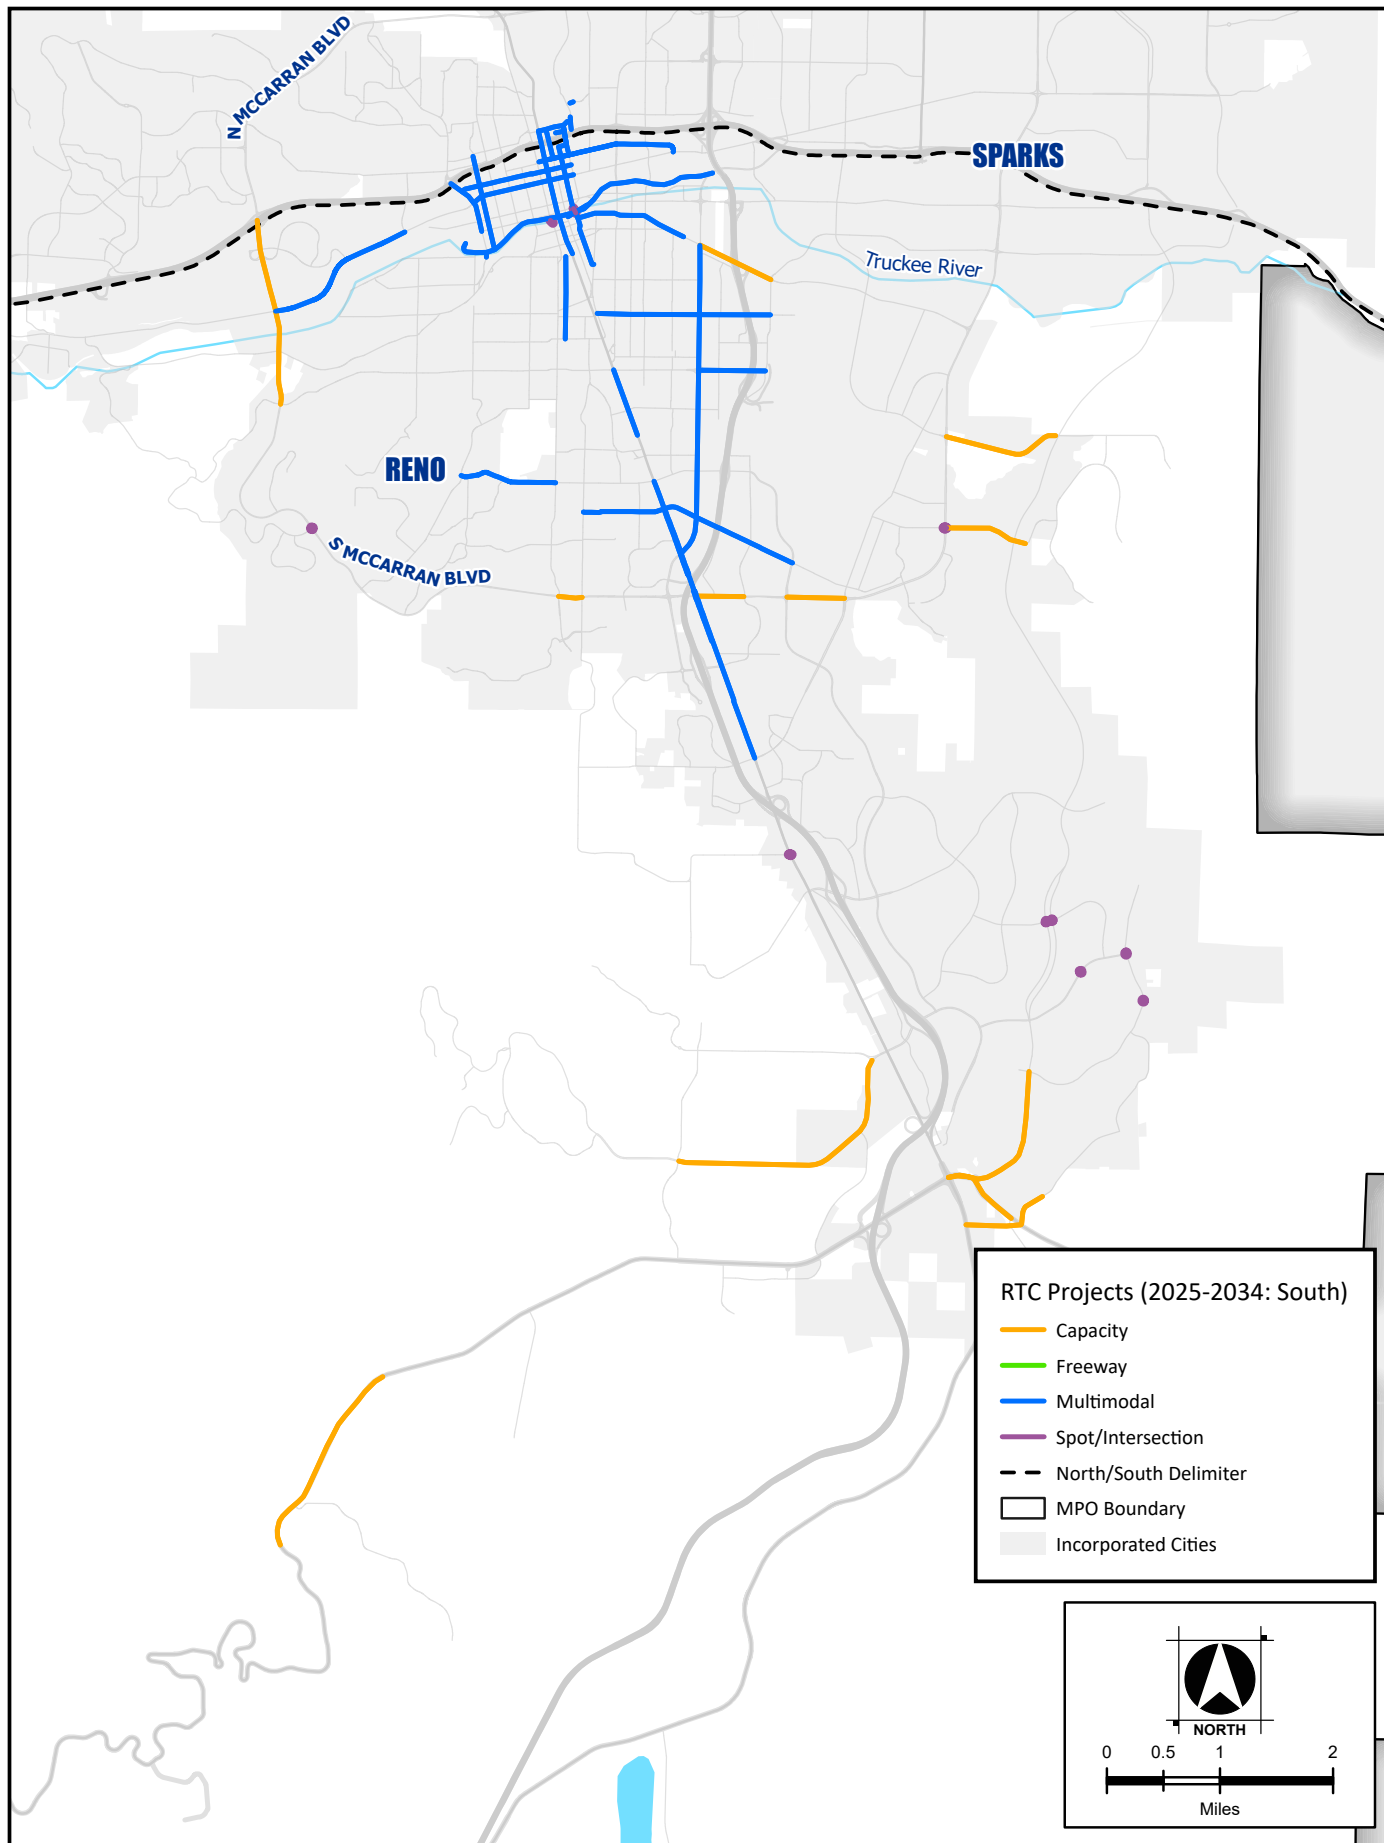 N MCCARRAN BLVD
SPARKS
Truckee River
RENO
S MCCARRAN BLVD
RTC Projects (2025-2034: South)
Capacity
Freeway
Multimodal
Spot/Intersection
North/South Delimiter
MPO Boundary
Incorporated Cities
NORTH
0 0.5 1 2
Miles